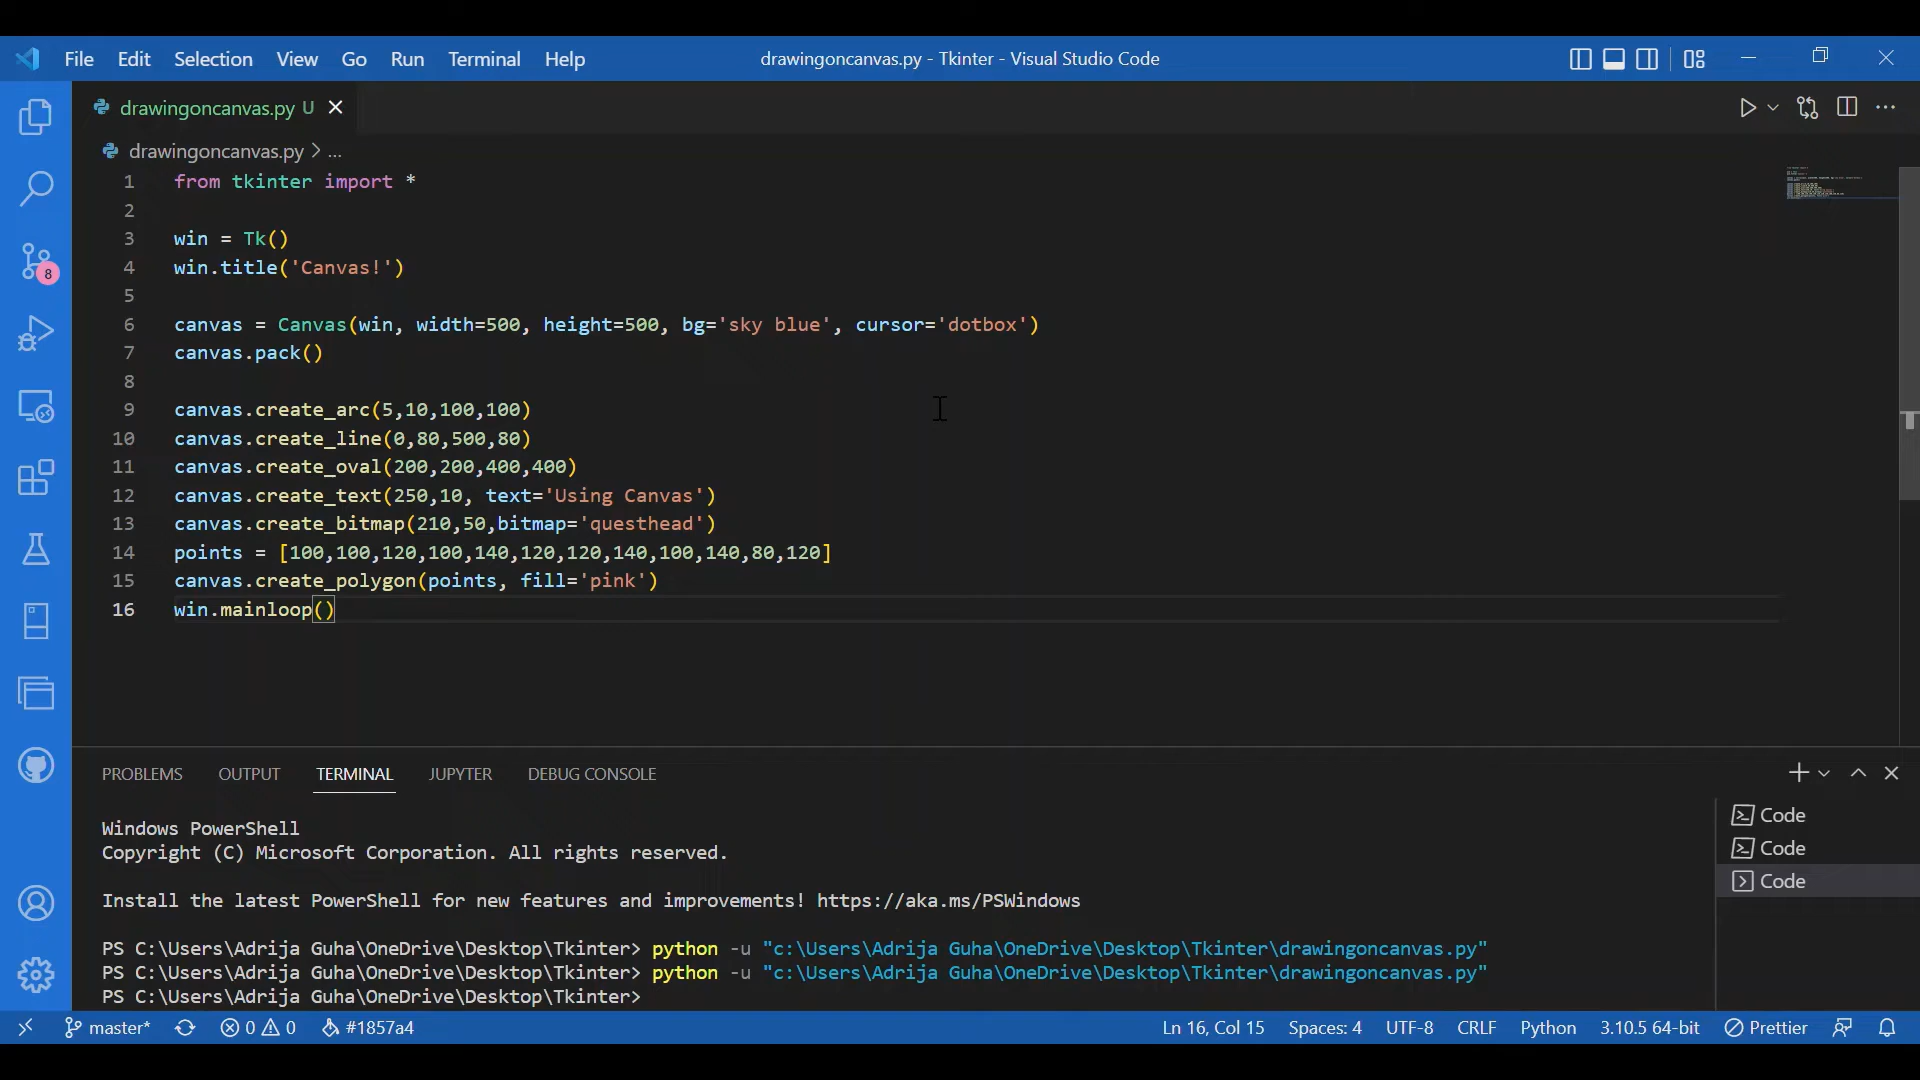 File Edit Selection View Go Run Terminal Help drawingoncanvas.py - Tkinter - Visual Studio Code
drawingoncanvas.py U
drawingoncanvas.py > ...
1 from tkinter import *
2
3 win = Tk()
4 win.title('Canvas!')
5
6 canvas = Canvas(win, width=500, height=500, bg='sky blue', cursor='dotbox')
7 canvas.pack()
8
9 canvas.create_arc(5,10,100,100)
10 canvas.create_line(0,80,500,80)
11 canvas.create_oval(200,200,400,400)
12 canvas.create_text(250,10, text='Using Canvas')
13 canvas.create_bitmap(210,50,bitmap='questhead')
14 points = [100,100,120,100,140,120,120,140,100,140,80,120]
15 canvas.create_polygon(points, fill='pink')
16 win.mainloop()
8
PROBLEMS OUTPUT TERMINAL JUPYTER DEBUG CONSOLE
Windows PowerShell
Copyright (C) Microsoft Corporation. All rights reserved.
Install the latest PowerShell for new features and improvements! https://aka.ms/PSWindows
PS C:\Users\Adrija Guha\OneDrive\Desktop\Tkinter> python -u "c:\Users\Adrija Guha\OneDrive\Desktop\Tkinter\drawingoncanvas.py"
PS C:\Users\Adrija Guha\OneDrive\Desktop\Tkinter> python -u "c:\Users\Adrija Guha\OneDrive\Desktop\Tkinter\drawingoncanvas.py"
PS C:\Users\Adrija Guha\OneDrive\Desktop\Tkinter>
Code
Code
Code
master* 0 0 #1857a4 Ln 16, Col 15 Spaces: 4 UTF-8 CRLF Python 3.10.5 64-bit Prettier